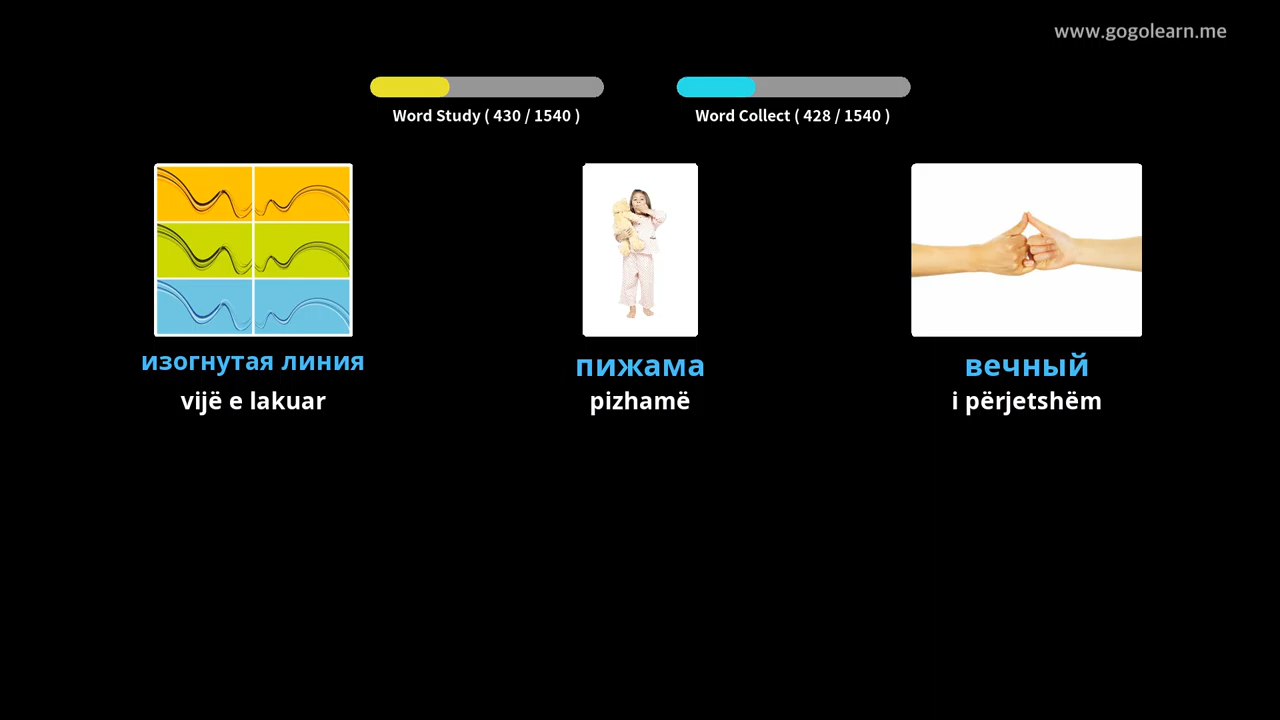 www.gogolearn.me
Word Study ( 430 / 1540 )
Word Collect ( 428 / 1540 )
изогнутая линия
vijë e lakuar
пижама
pizhamë
вечный
i përjetshëm